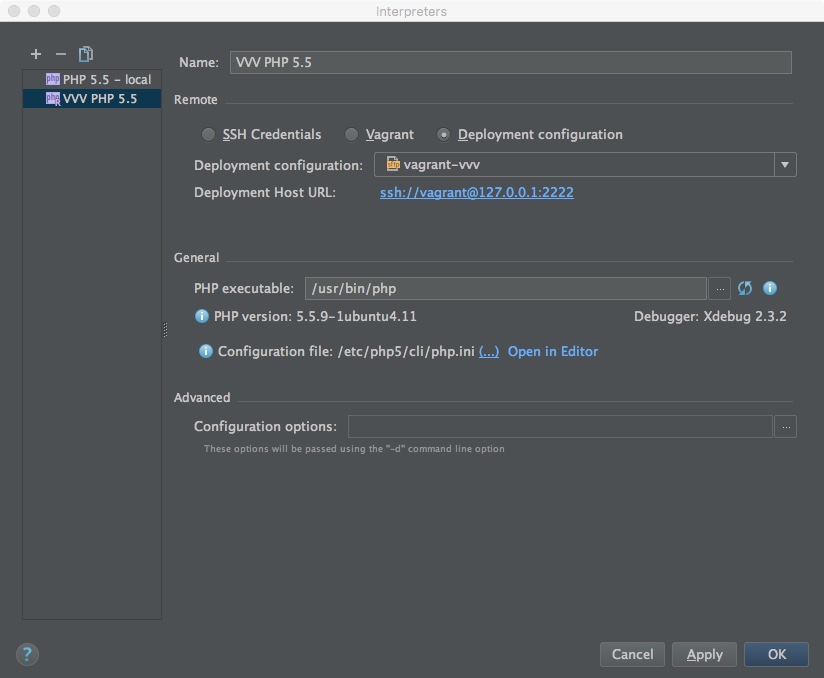 Interpreters
PHP 5.5 – local
VVV PHP 5.5
Name: VVV PHP 5.5
Remote
SSH Credentials Vagrant Deployment configuration
Deployment configuration: vagrant-vvv
Deployment Host URL: ssh://vagrant@127.0.0.1:2222
General
PHP executable: /usr/bin/php ...
PHP version: 5.5.9-1ubuntu4.11 Debugger: Xdebug 2.3.2
Configuration file: /etc/php5/cli/php.ini (...) Open in Editor
Advanced
Configuration options: ...
These options will be passed using the "-d" command line option
? Cancel Apply OK